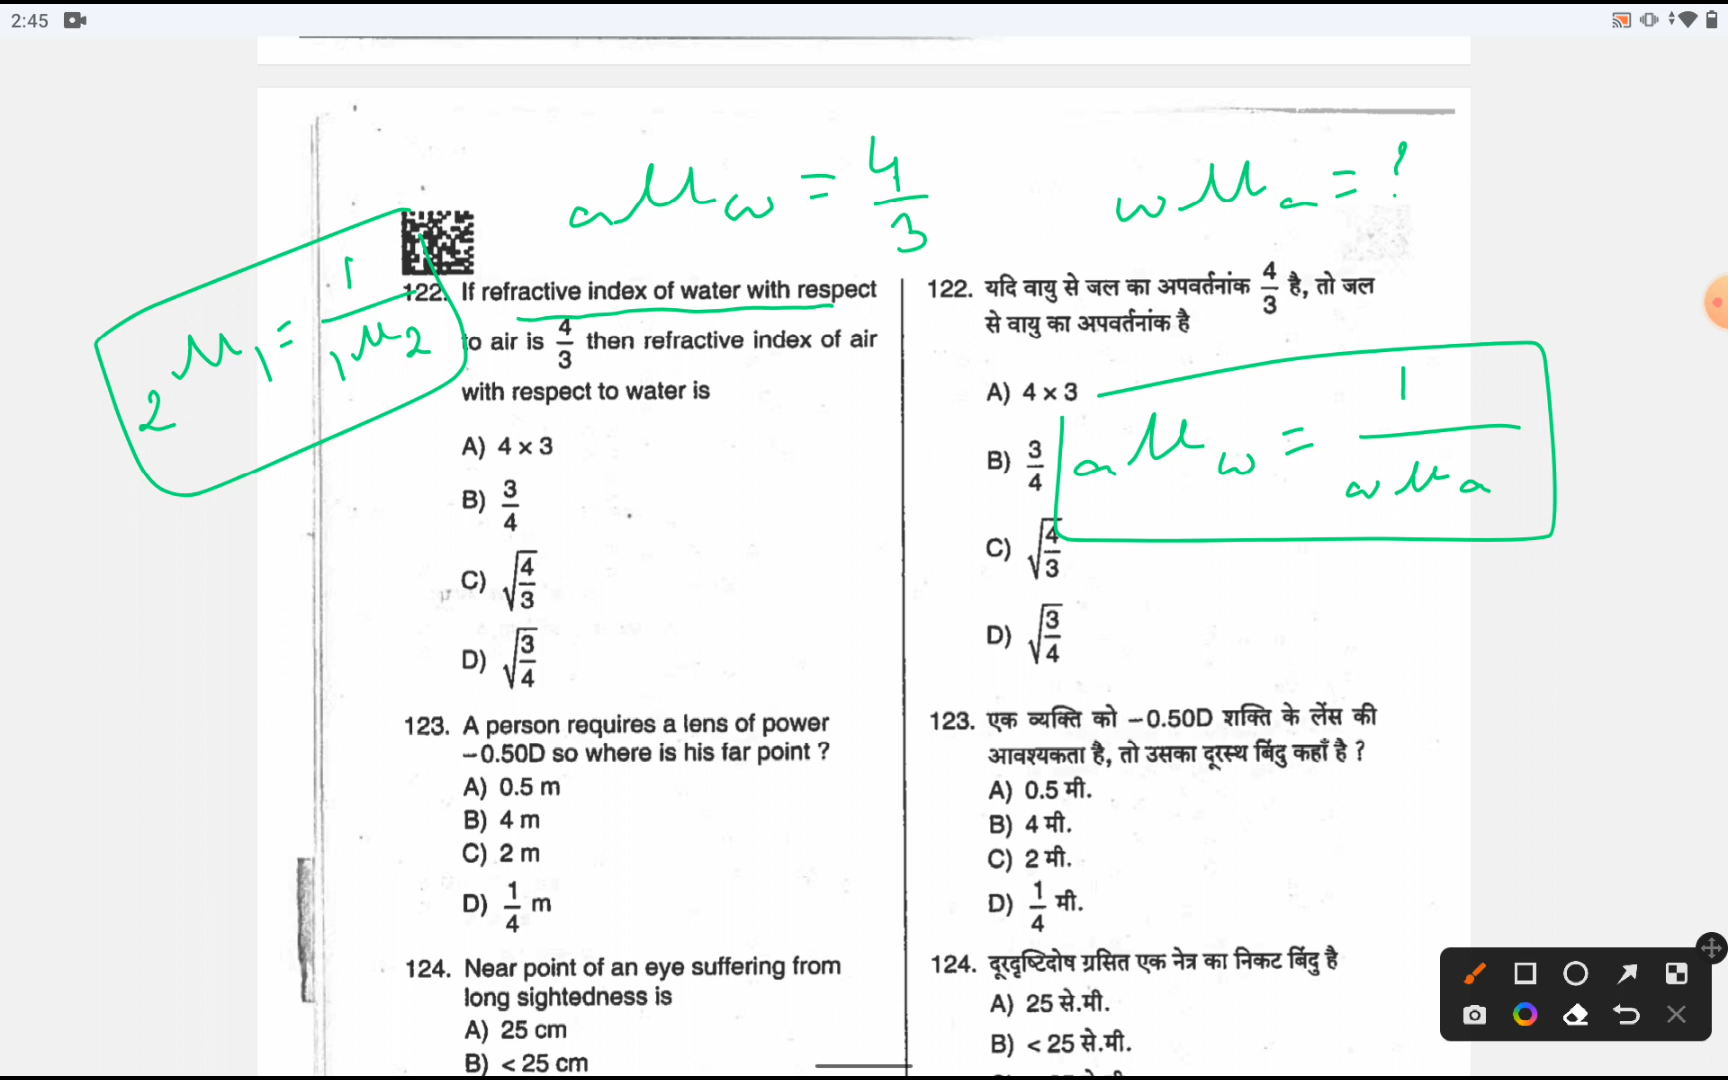 2:45
aμw = 4/3
wμa = ?
2μ1 = 1/1μ2
122. If refractive index of water with respect
to air is 4/3 then refractive index of air
with respect to water is
A) 4 × 3
B) 3/4
C) √(4/3)
D) √(3/4)
123. A person requires a lens of power
–0.50D so where is his far point ?
A) 0.5 m
B) 4 m
C) 2 m
D) 1/4 m
124. Near point of an eye suffering from
long sightedness is
A) 25 cm
B) < 25 cm
122. यदि वायु से जल का अपवर्तनांक 4/3 है, तो जल
से वायु का अपवर्तनांक है
A) 4 × 3
aμw = 1/wμa
B) 3/4
C) √(4/3)
D) √(3/4)
123. एक व्यक्ति को –0.50D शक्ति के लेंस की
आवश्यकता है, तो उसका दूरस्थ बिंदु कहाँ है ?
A) 0.5 मी.
B) 4 मी.
C) 2 मी.
D) 1/4 मी.
124. दूरदृष्टिदोष ग्रसित एक नेत्र का निकट बिंदु है
A) 25 से.मी.
B) < 25 से.मी.